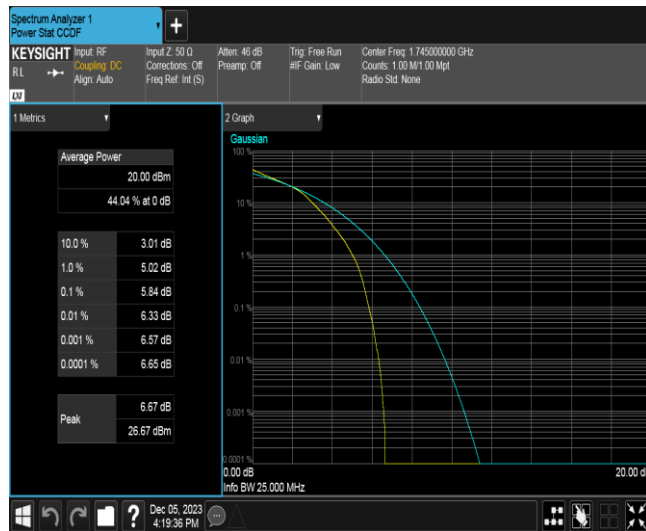 Spectrum Analyzer 1
Power Stat CCDF
+
KEYSIGHT
RL
LXI
Input: RF
Coupling: DC
Align: Auto
Input Z: 50 Ω
Corrections: Off
Freq Ref: Int (S)
Atten: 46 dB
Preamp: Off
Trig: Free Run
#IF Gain: Low
Center Freq: 1.745000000 GHz
Counts: 1.00 M/1.00 Mpt
Radio Std: None
1 Metrics
Average Power
20.00 dBm
44.04 % at 0 dB
10.0 % 3.01 dB
1.0 % 5.02 dB
0.1 % 5.84 dB
0.01 % 6.33 dB
0.001 % 6.57 dB
0.0001 % 6.65 dB
Peak
6.67 dB
26.67 dBm
2 Graph
Gaussian
100 %
10 %
1 %
0.1 %
0.01 %
0.001 %
0.0001 %
0.00 dB
20.00 d
Info BW 25.000 MHz
?
Dec 05, 2023
4:19:36 PM